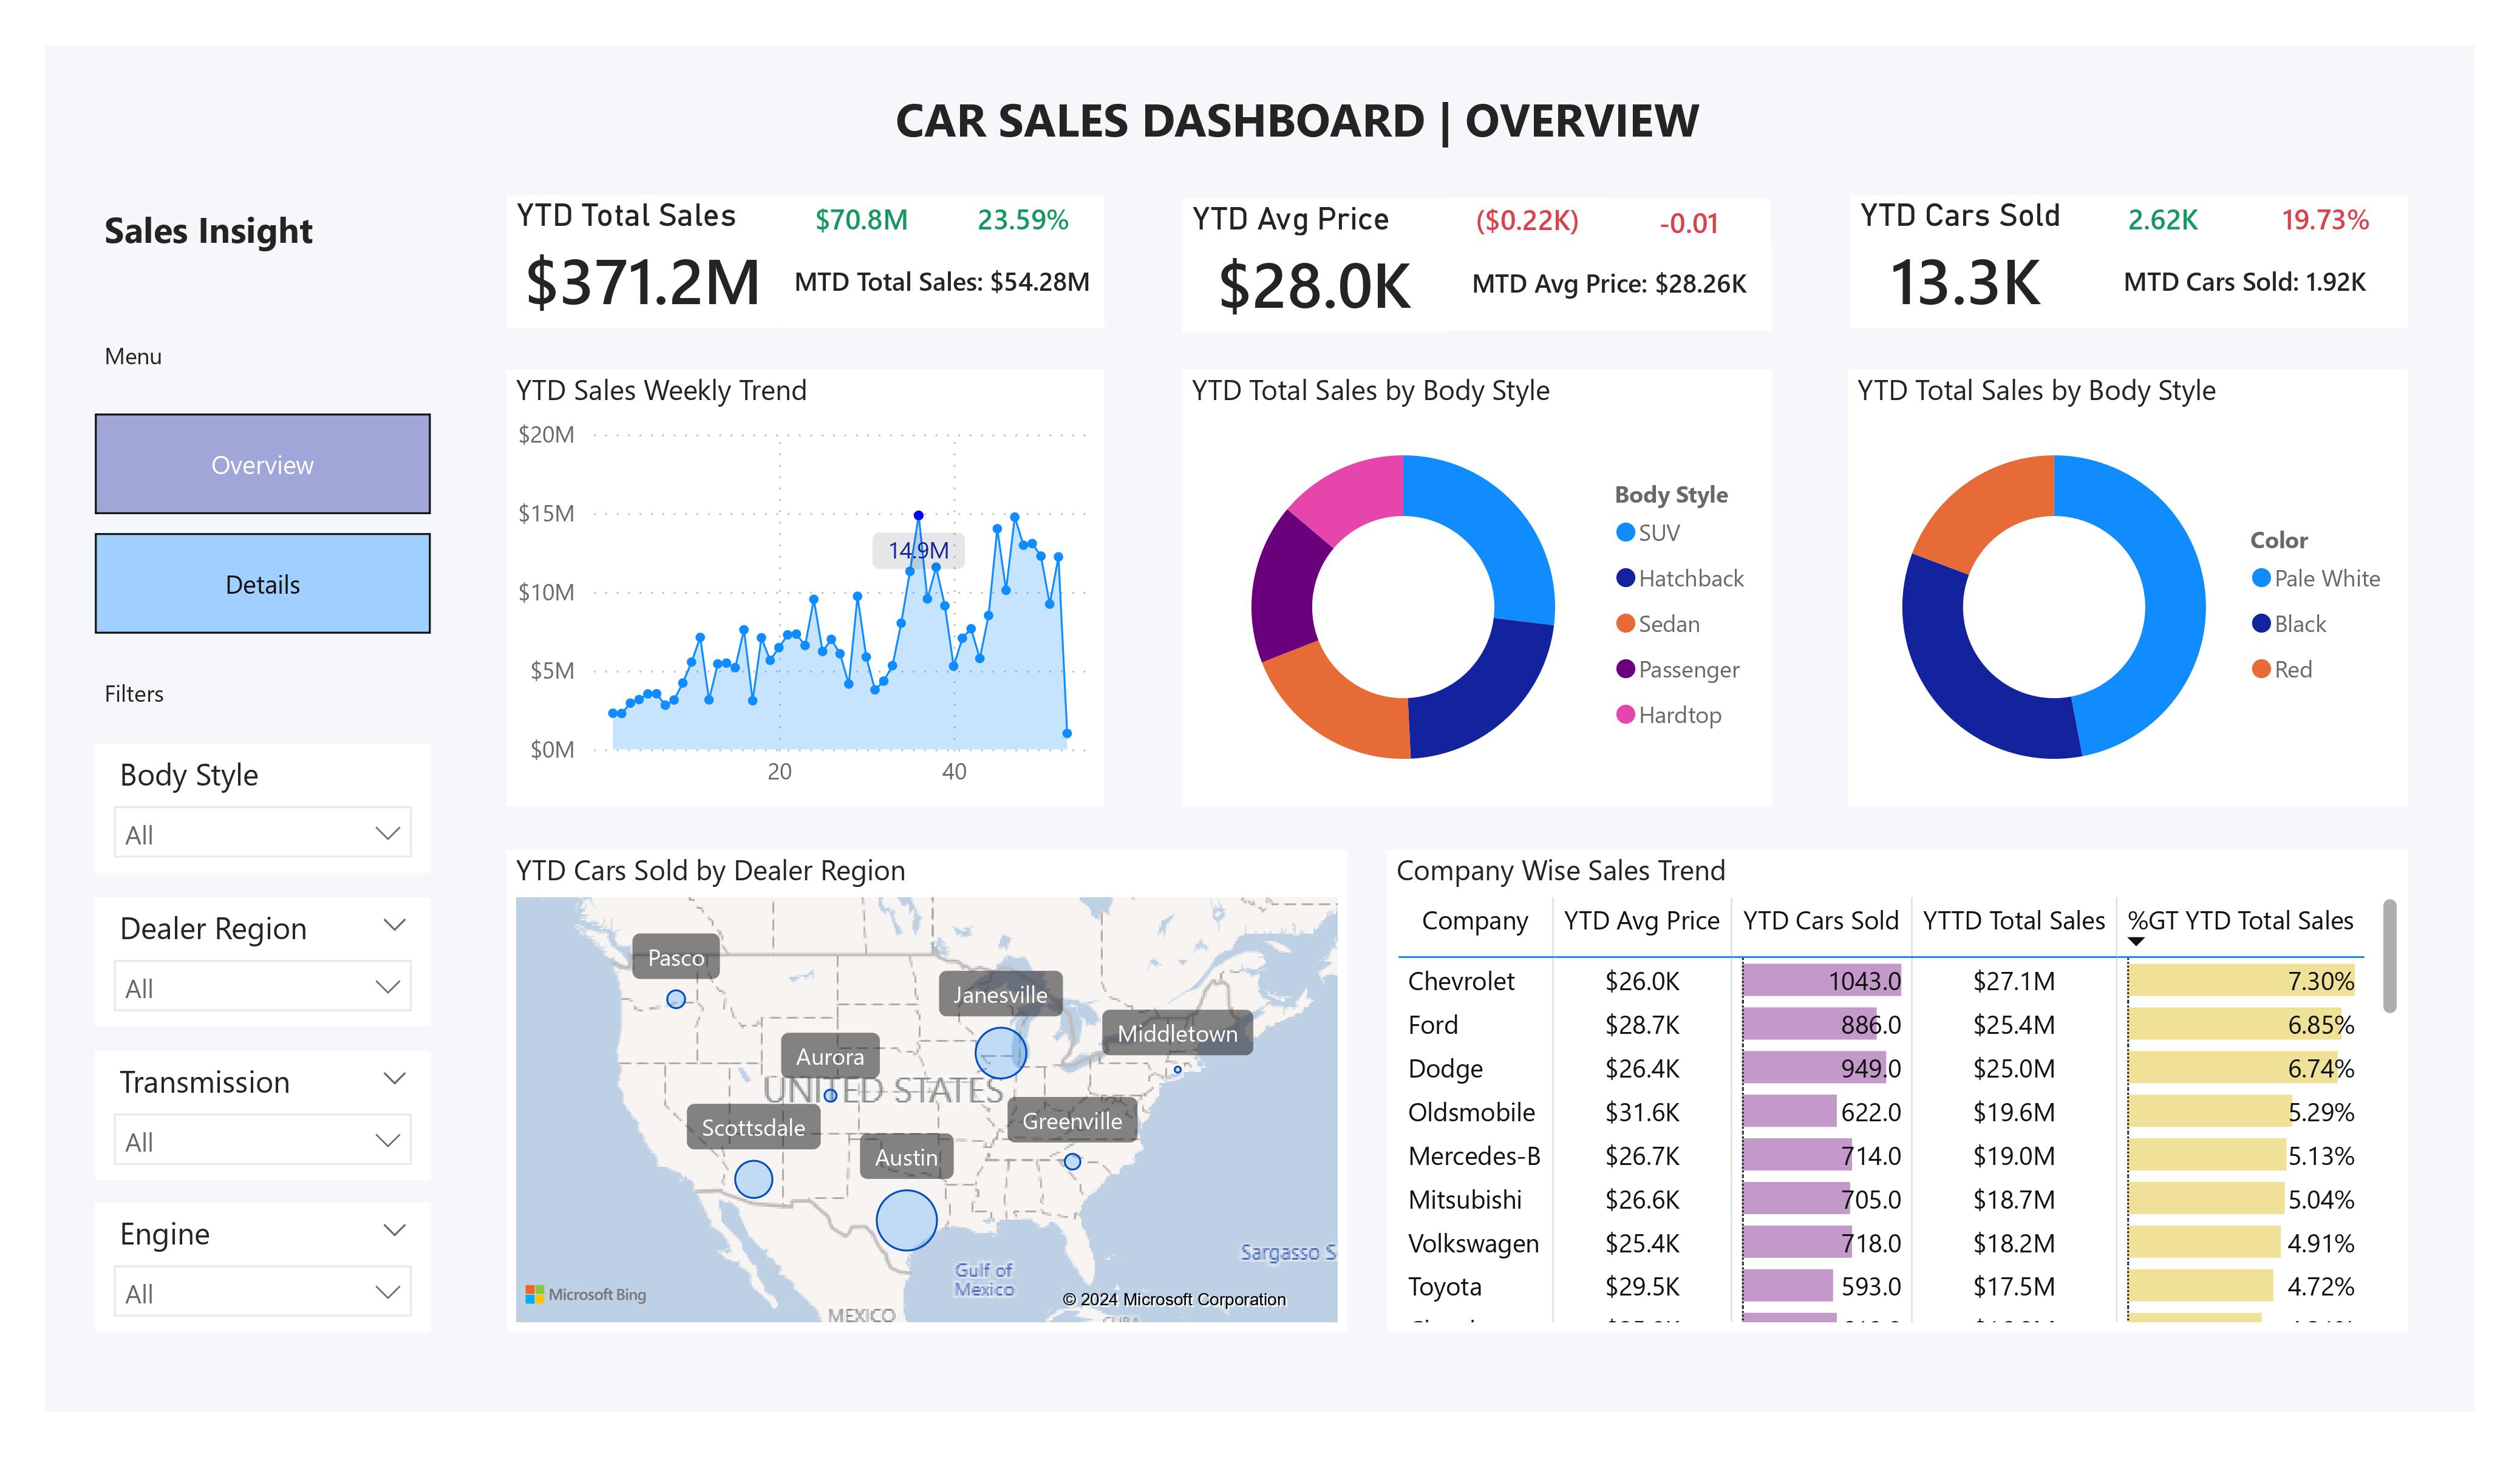 CAR SALES DASHBOARD | OVERVIEW
Sales Insight
Menu
Overview
Details
Filters
Body Style
All
Dealer Region
All
Transmission
All
Engine
All
YTD Total Sales
$70.8M
23.59%
$371.2M
MTD Total Sales: $54.28M
YTD Avg Price
($0.22K)
-0.01
$28.0K
MTD Avg Price: $28.26K
YTD Cars Sold
2.62K
19.73%
13.3K
MTD Cars Sold: 1.92K
YTD Sales Weekly Trend
$20M
$15M
$10M
$5M
$0M
14.9M
20
40
YTD Total Sales by Body Style
Body Style
SUV
Hatchback
Sedan
Passenger
Hardtop
YTD Total Sales by Body Style
Color
Pale White
Black
Red
YTD Cars Sold by Dealer Region
Pasco
Janesville
Middletown
Aurora
UNITED STATES
Scottsdale
Greenville
Austin
Sargasso S
Gulf of
Mexico
Microsoft Bing
© 2024 Microsoft Corporation
MEXICO
Company Wise Sales Trend
Company YTD Avg Price YTD Cars Sold YTTD Total Sales %GT YTD Total Sales
Chevrolet $26.0K 1043.0 $27.1M 7.30%
Ford $28.7K 886.0 $25.4M 6.85%
Dodge $26.4K 949.0 $25.0M 6.74%
Oldsmobile $31.6K 622.0 $19.6M 5.29%
Mercedes-B $26.7K 714.0 $19.0M 5.13%
Mitsubishi $26.6K 705.0 $18.7M 5.04%
Volkswagen $25.4K 718.0 $18.2M 4.91%
Toyota $29.5K 593.0 $17.5M 4.72%